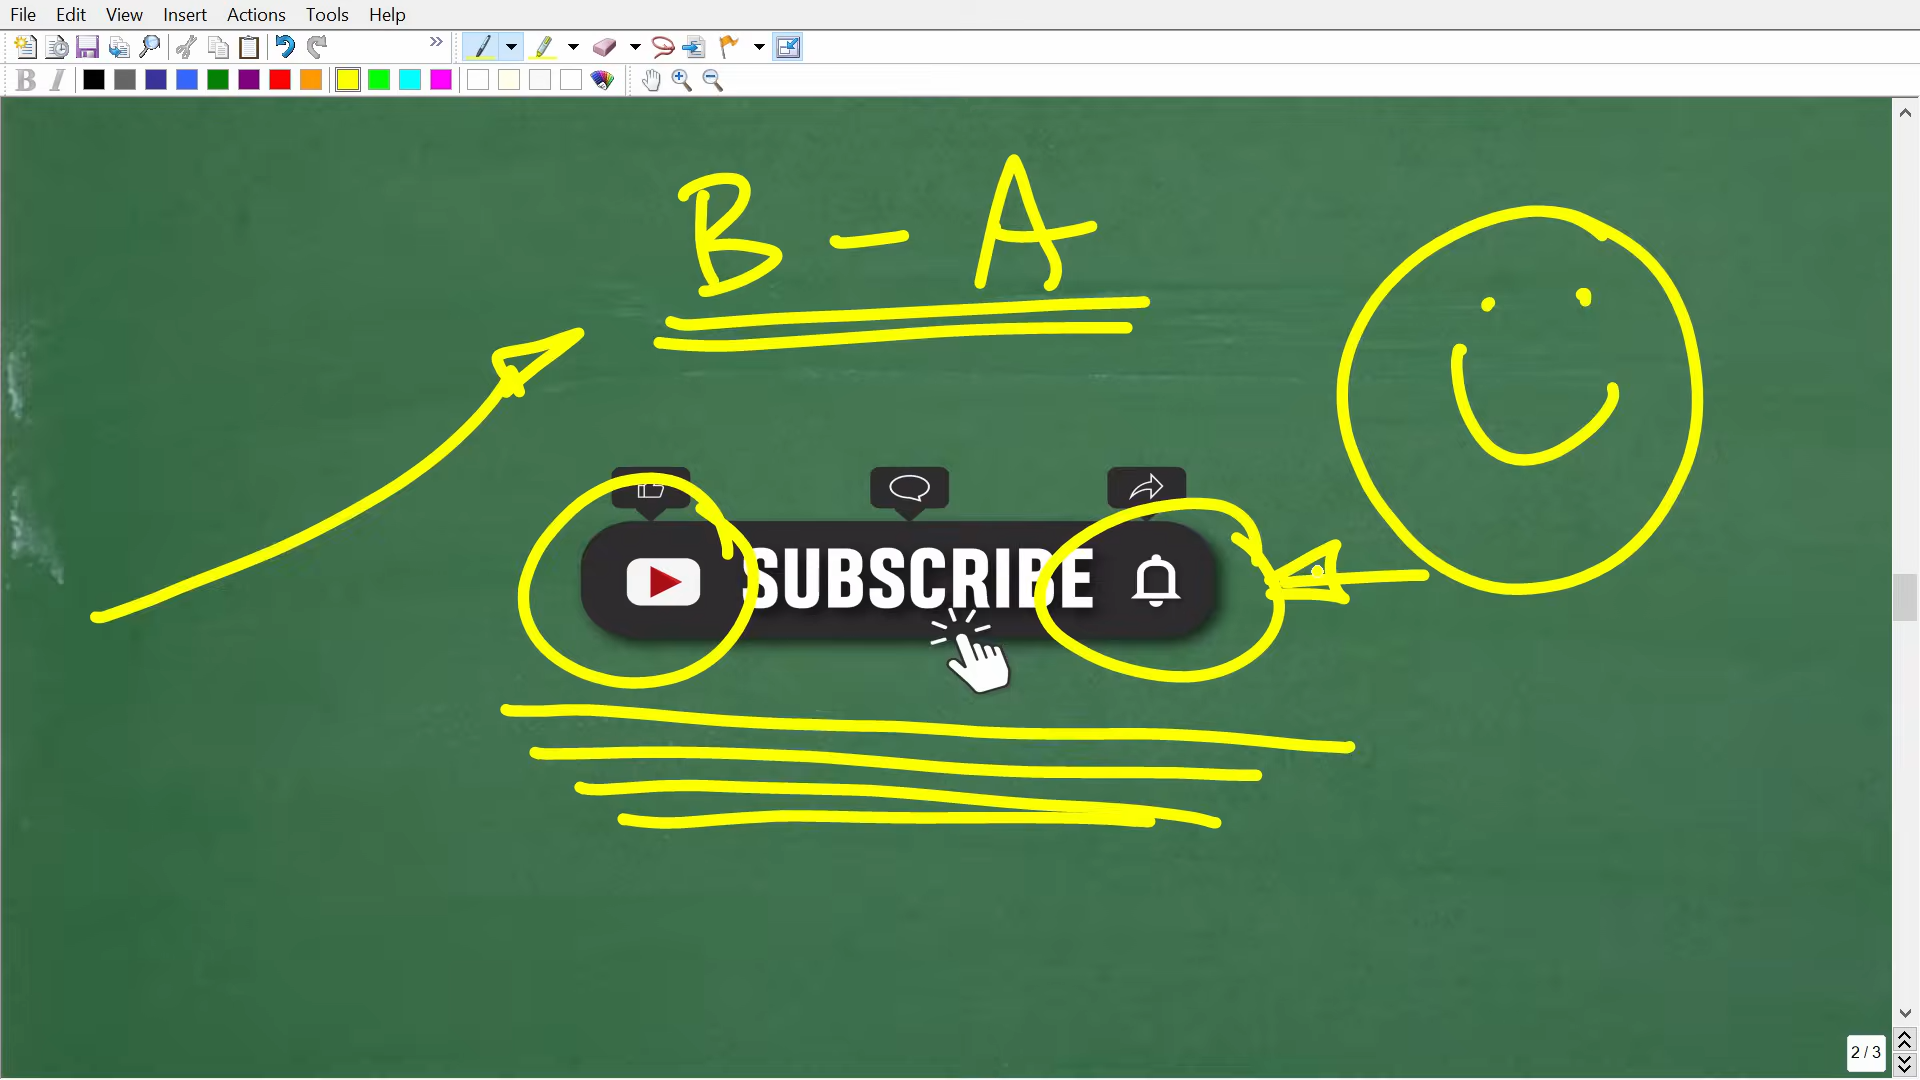 File Edit View Insert Actions Tools Help
B I
B - A
SUBSCRIBE
2 / 3